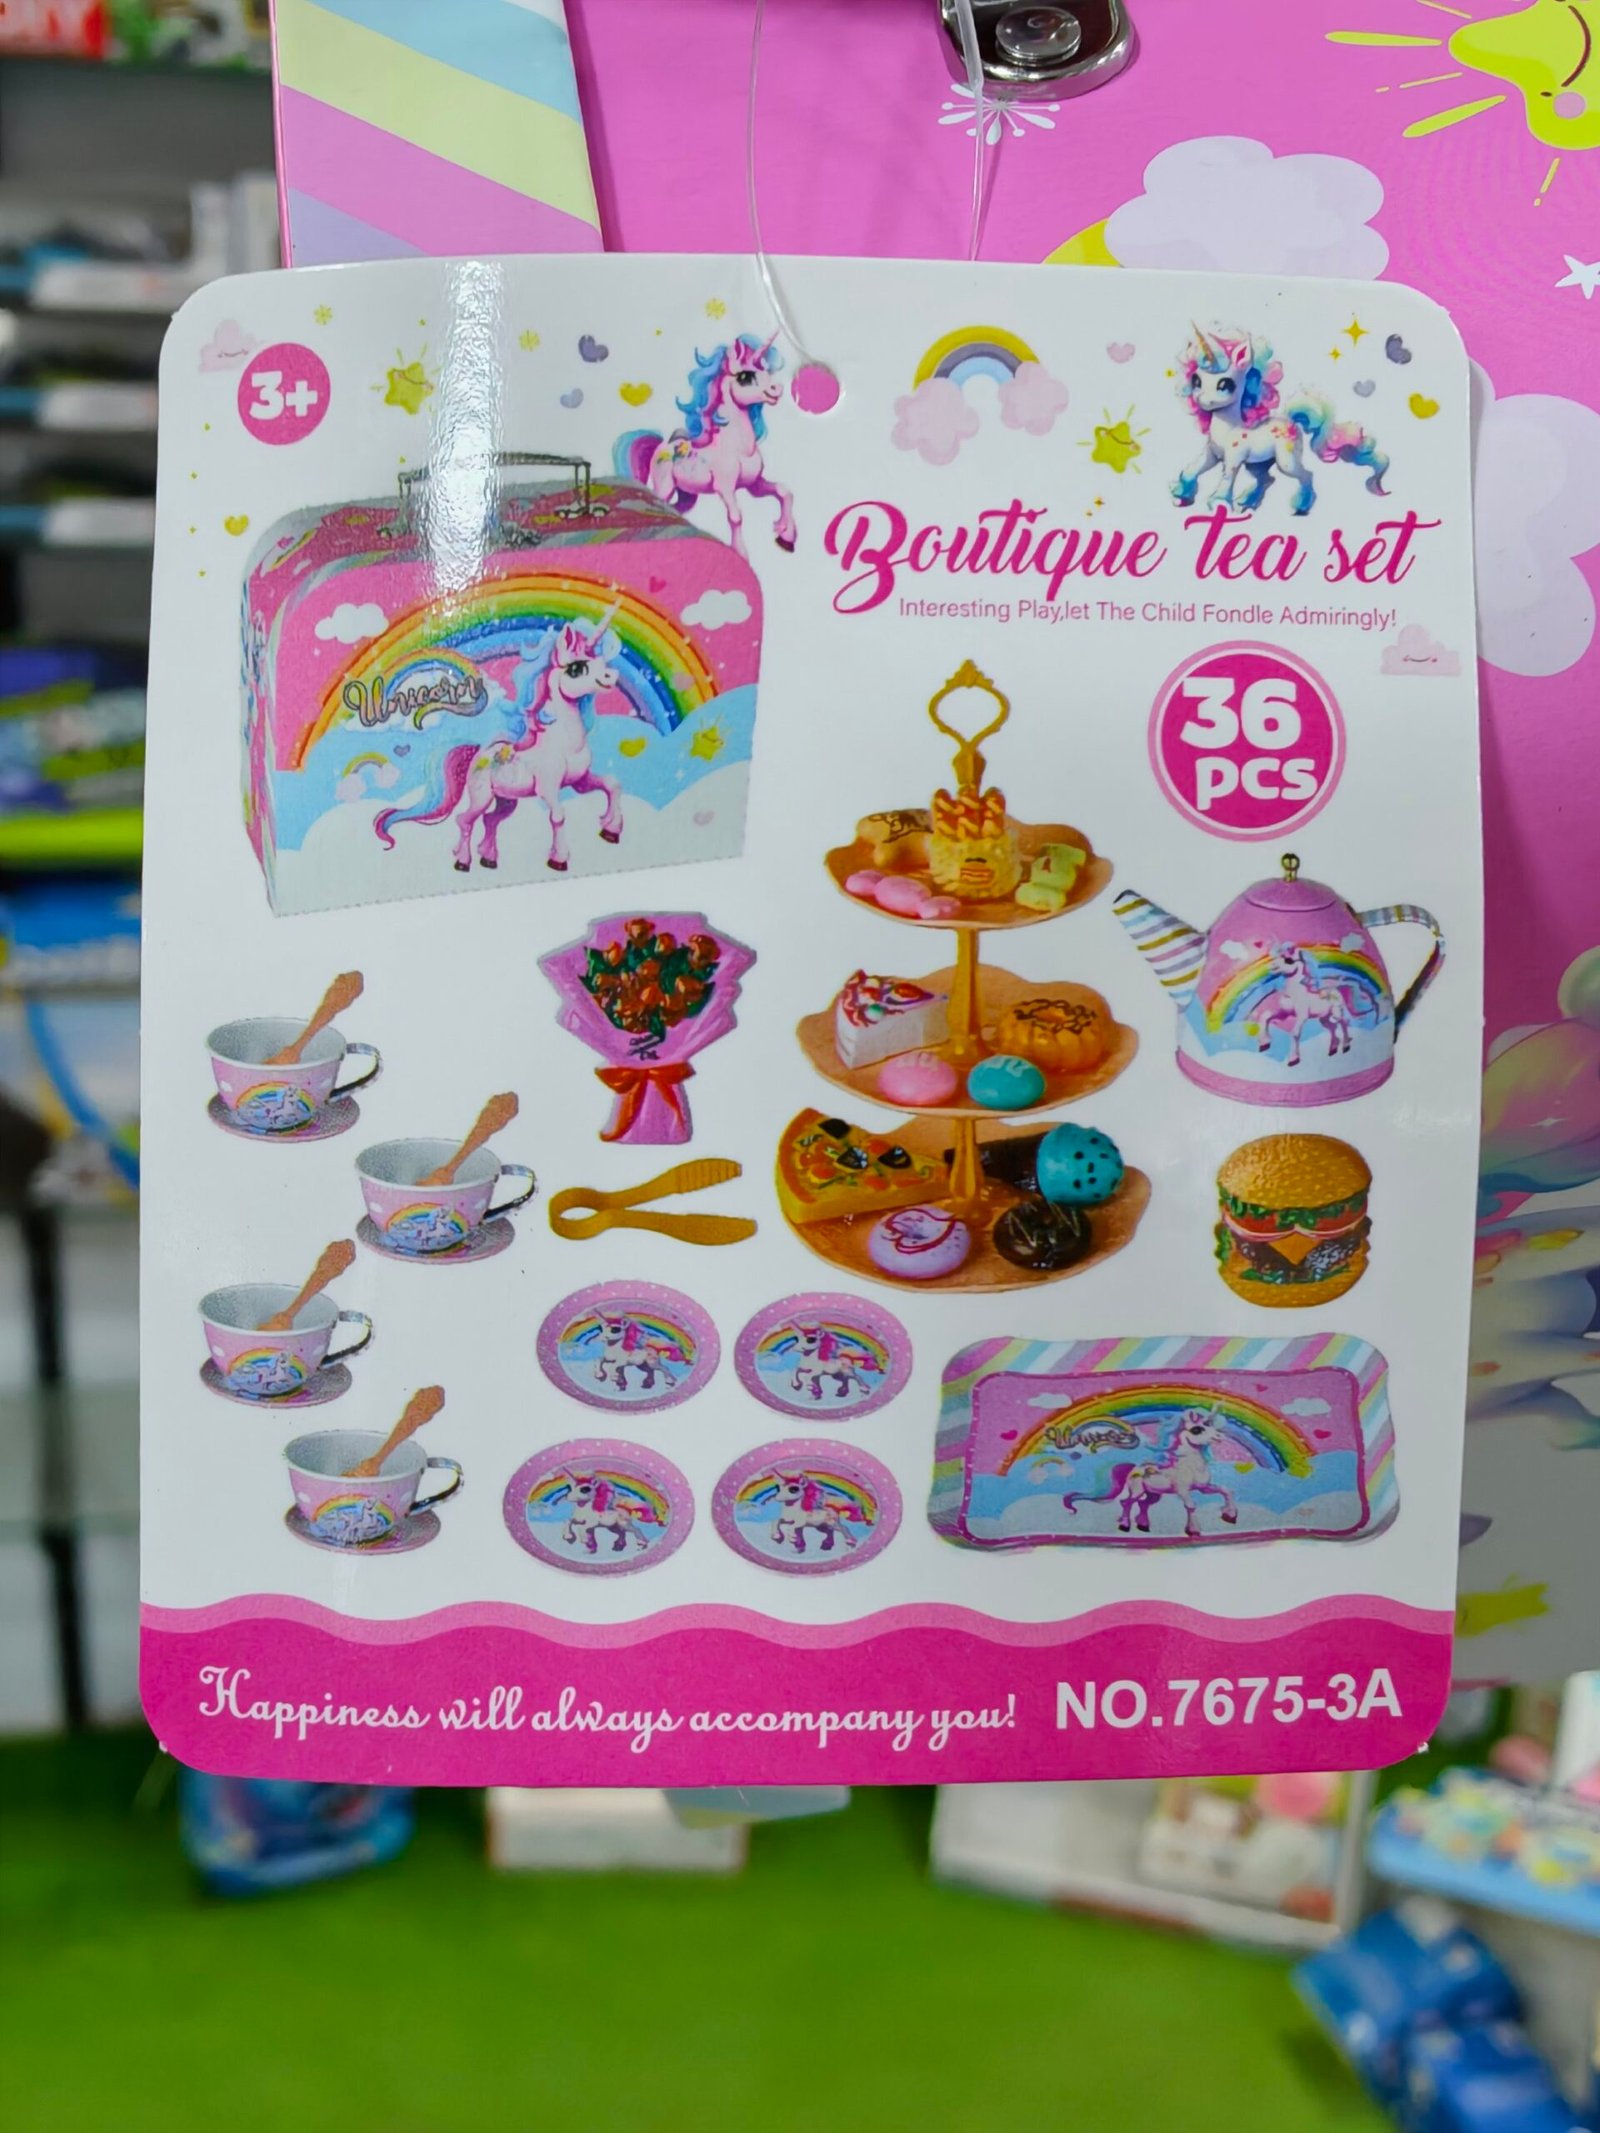 3+
Boutique tea set
Interesting Play,let The Child Fondle Admiringly!
36
pcs
Unicorn
Unicorn
Happiness will always accompany you!
NO.7675-3A